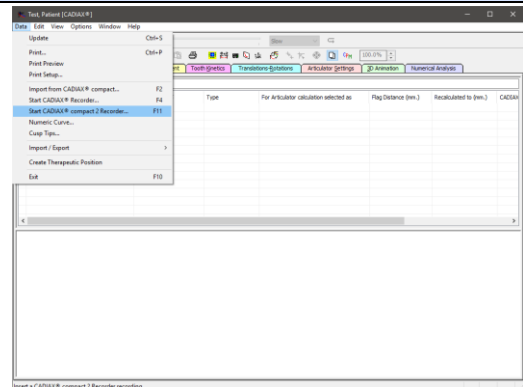 Test, Patient [CADIAX®]
Data Edit View Options Window Help
Update Ctrl+S
Print... Ctrl+P
Print Preview
Print Setup...
Import from CADIAX® compact... F2
Start CADIAX® Recorder... F4
Start CADIAX® compact 2 Recorder... F11
Numeric Curve...
Cusp Tips...
Import / Export
Create Therapeutic Position
Exit F10
Slow
100.0%
Tooth-Kinetics Translations-Rotations Articulator Settings 3D Animation Numerical Analysis
Type For Articulator calculation selected as Flag Distance (mm.) Recalculated to (mm.) CADIAX
Insert a CADIAX® compact 2 Recorder recording